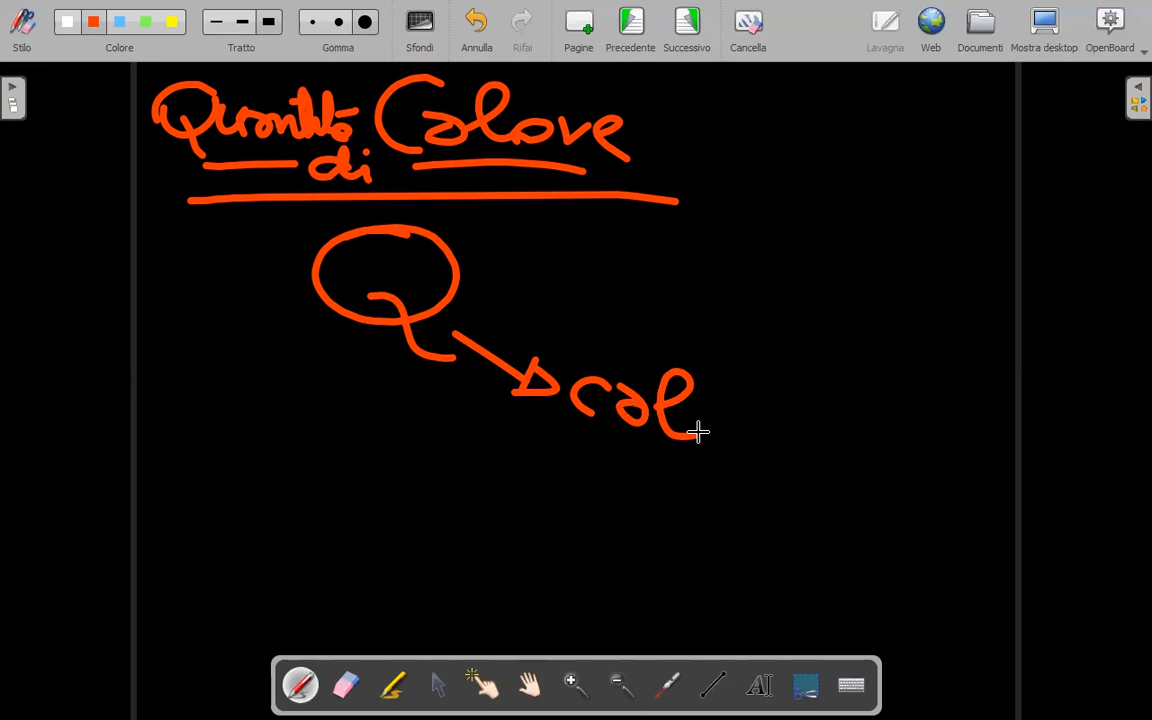 Stilo Colore Tratto Gomma Sfondi Annulla Rifai Pagine Precedente Successivo Cancella Lavagna Web Documenti Mostra desktop OpenBoard
Quantità Calore
di
Q
cal